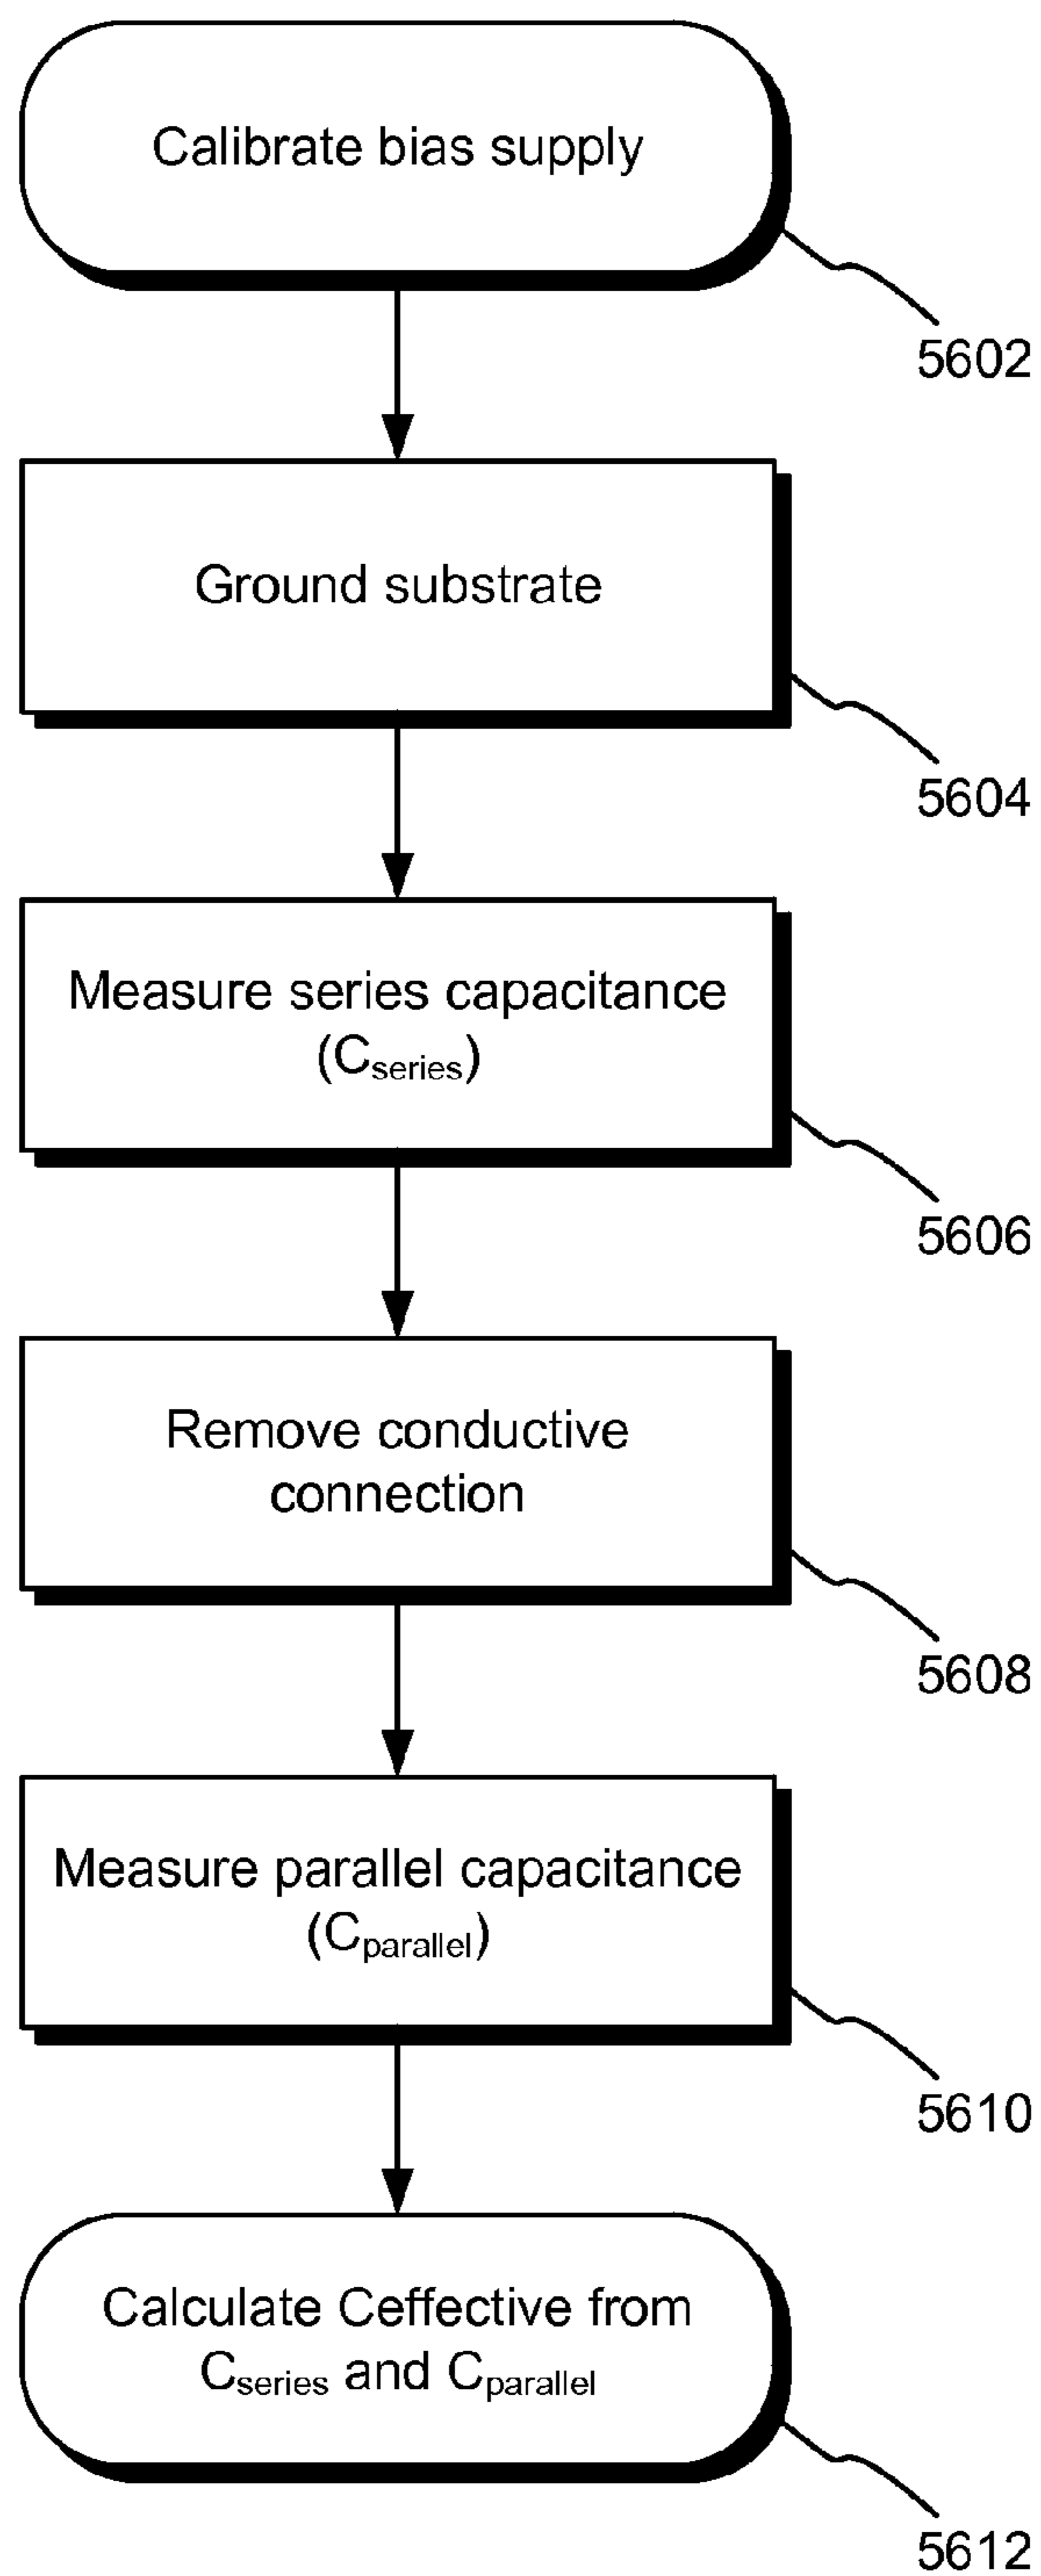 Calibrate bias supply
5602
Ground substrate
5604
Measure series capacitance
(Cseries)
5606
Remove conductive
connection
5608
Measure parallel capacitance
(Cparallel)
5610
Calculate Ceffective from
Cseries and Cparallel
5612